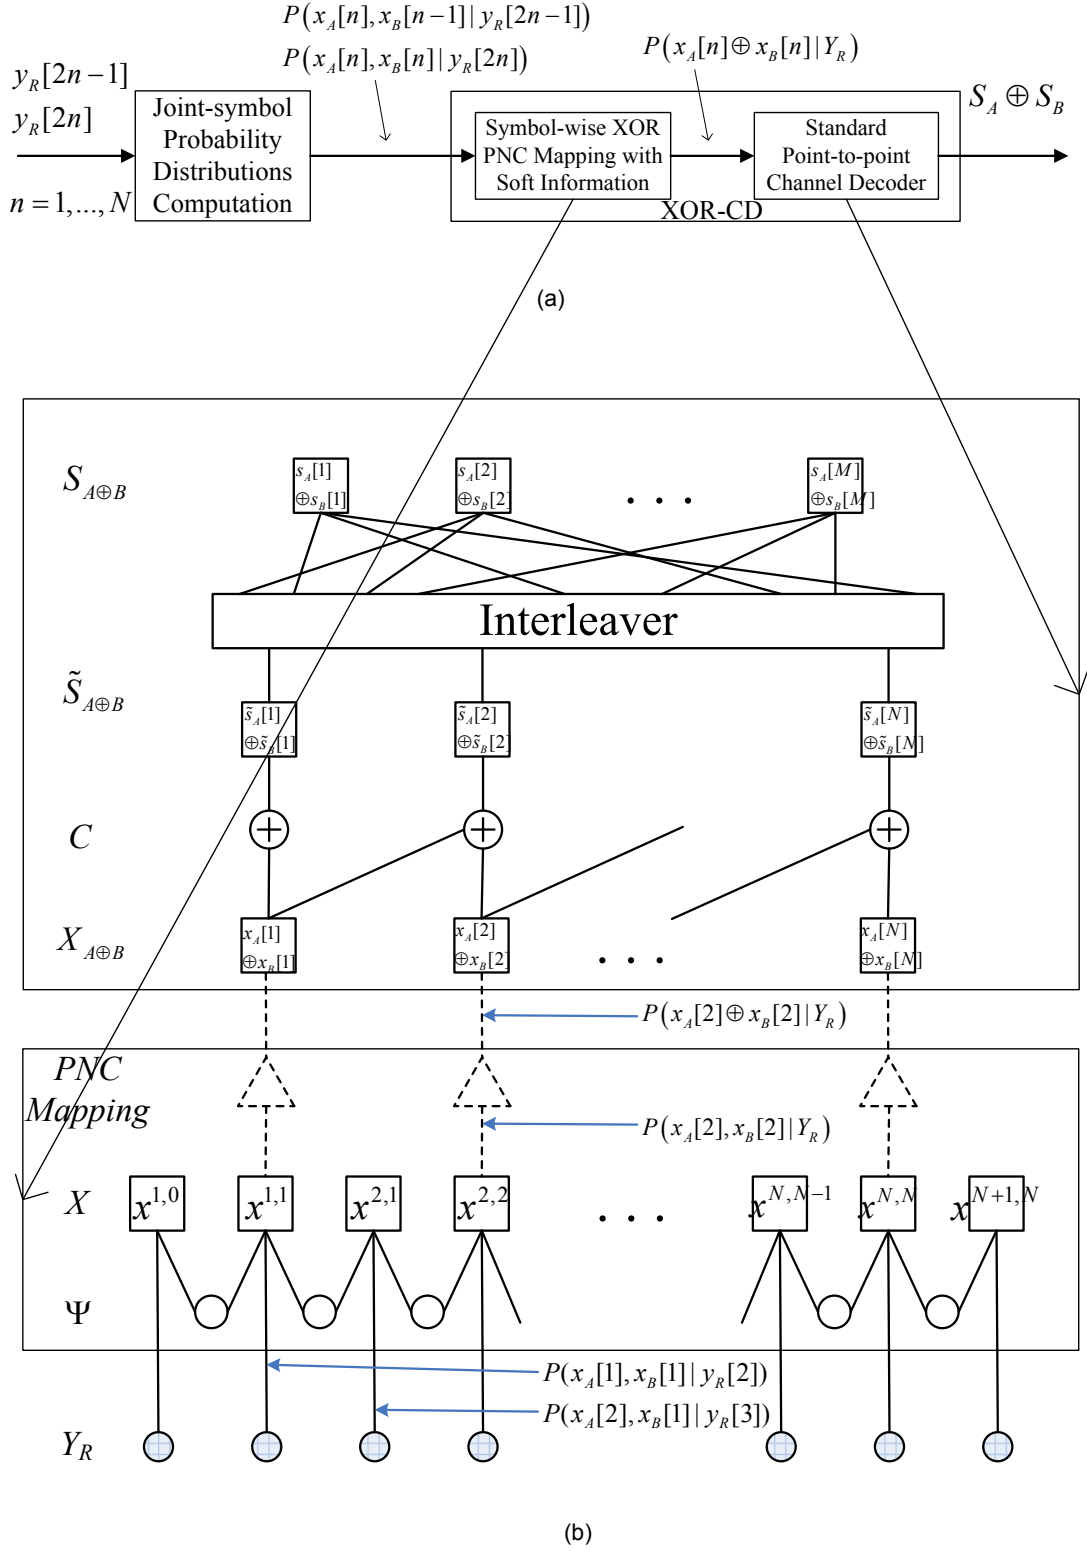 P(x_A[n], x_B[n−1] | y_R[2n−1])
P(x_A[n], x_B[n] | y_R[2n])
P(x_A[n] ⊕ x_B[n] | Y_R)
y_R[2n−1]
y_R[2n]
n = 1,..., N
Joint-symbol
Probability
Distributions
Computation
Symbol-wise XOR
PNC Mapping with
Soft Information
Standard
Point-to-point
Channel Decoder
XOR-CD
S_A ⊕ S_B
(a)
S_{A⊕B}
s_A[1]
⊕s_B[1]
s_A[2]
⊕s_B[2]
. . .
s_A[M]
⊕s_B[M]
Interleaver
S̃_{A⊕B}
s̃_A[1]
⊕s̃_B[1]
s̃_A[2]
⊕s̃_B[2]
s̃_A[N]
⊕s̃_B[N]
C
+
+
+
X_{A⊕B}
x_A[1]
⊕x_B[1]
x_A[2]
⊕x_B[2]
. . .
x_A[N]
⊕x_B[N]
P(x_A[2] ⊕ x_B[2] | Y_R)
PNC
Mapping
P(x_A[2], x_B[2] | Y_R)
X
x^{1,0}
x^{1,1}
x^{2,1}
x^{2,2}
. . .
x^{N,N−1}
x^{N,N}
x^{N+1,N}
Ψ
P(x_A[1], x_B[1] | y_R[2])
P(x_A[2], x_B[1] | y_R[3])
Y_R
(b)